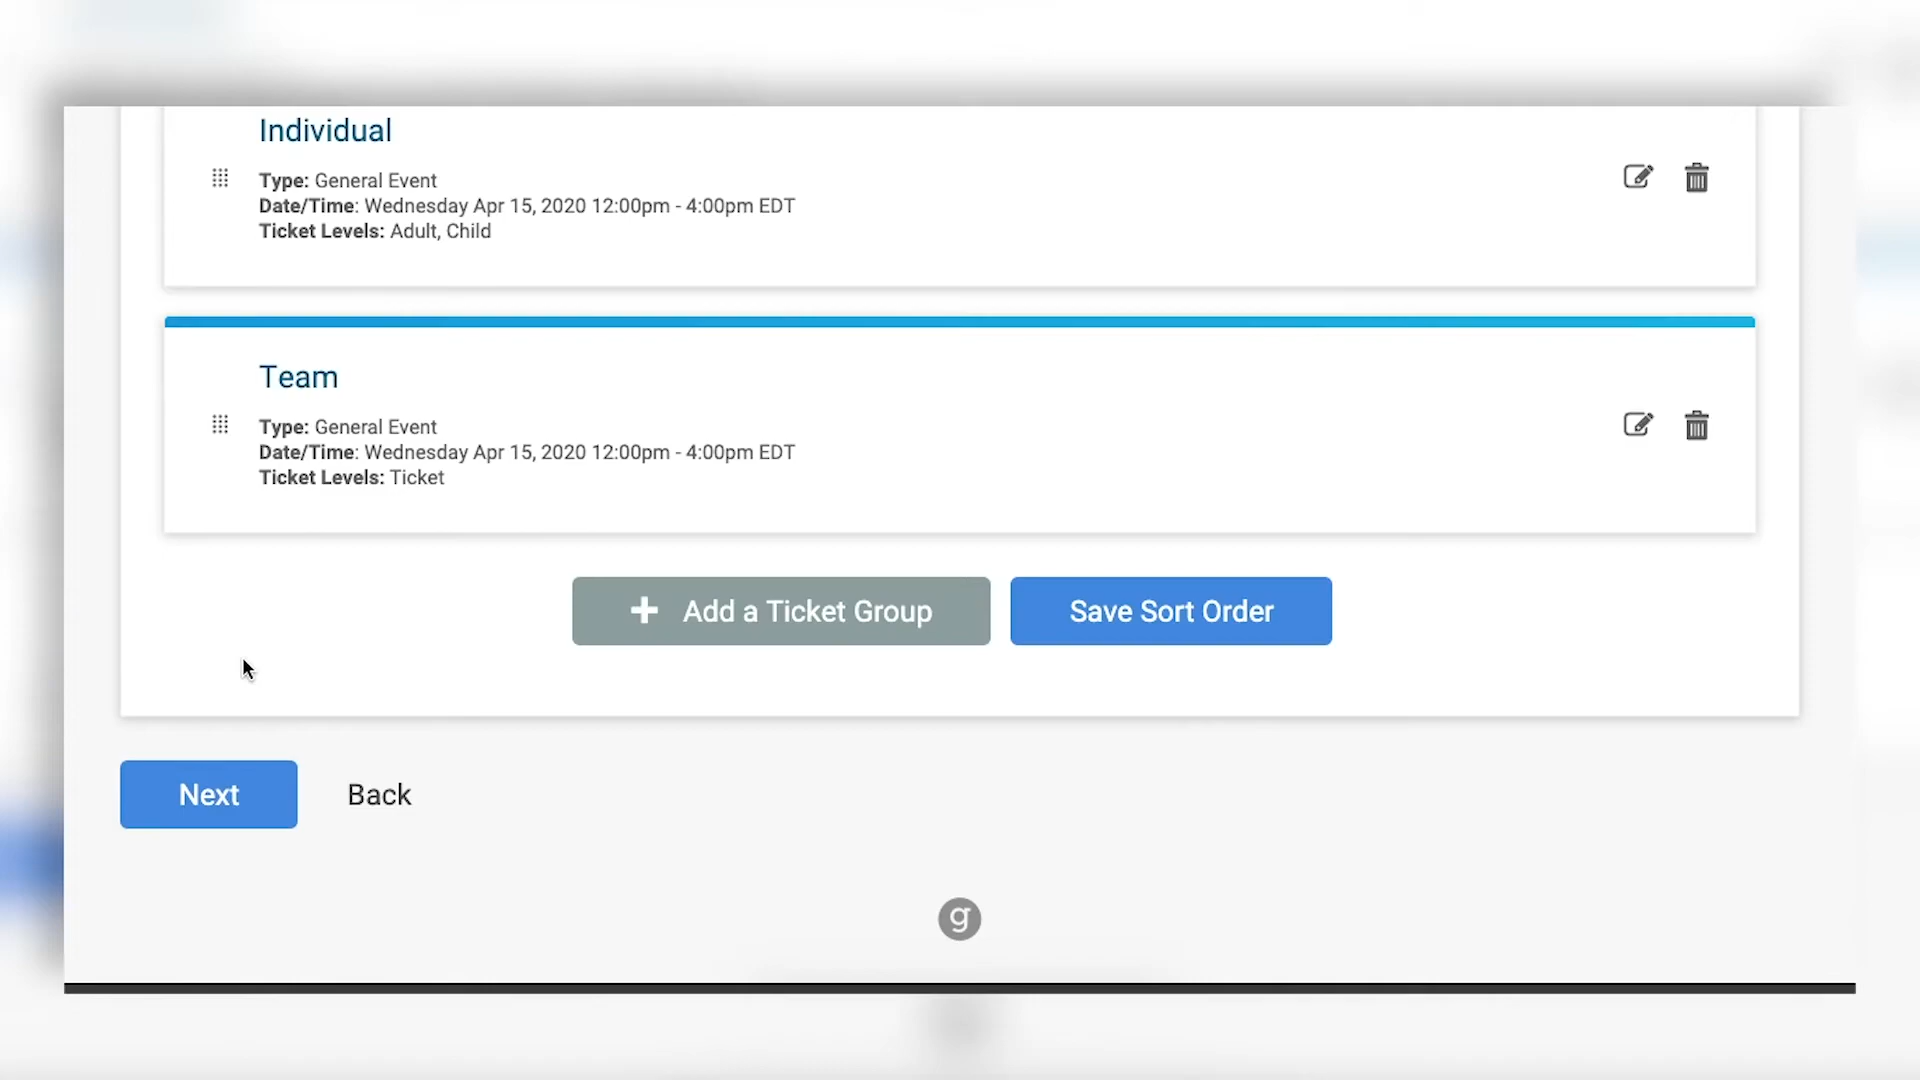 Individual
Type: General Event
Date/Time: Wednesday Apr 15, 2020 12:00pm - 4:00pm EDT
Ticket Levels: Adult, Child
Team
Type: General Event
Date/Time: Wednesday Apr 15, 2020 12:00pm - 4:00pm EDT
Ticket Levels: Ticket
Add a Ticket Group
Save Sort Order
Next
Back
g